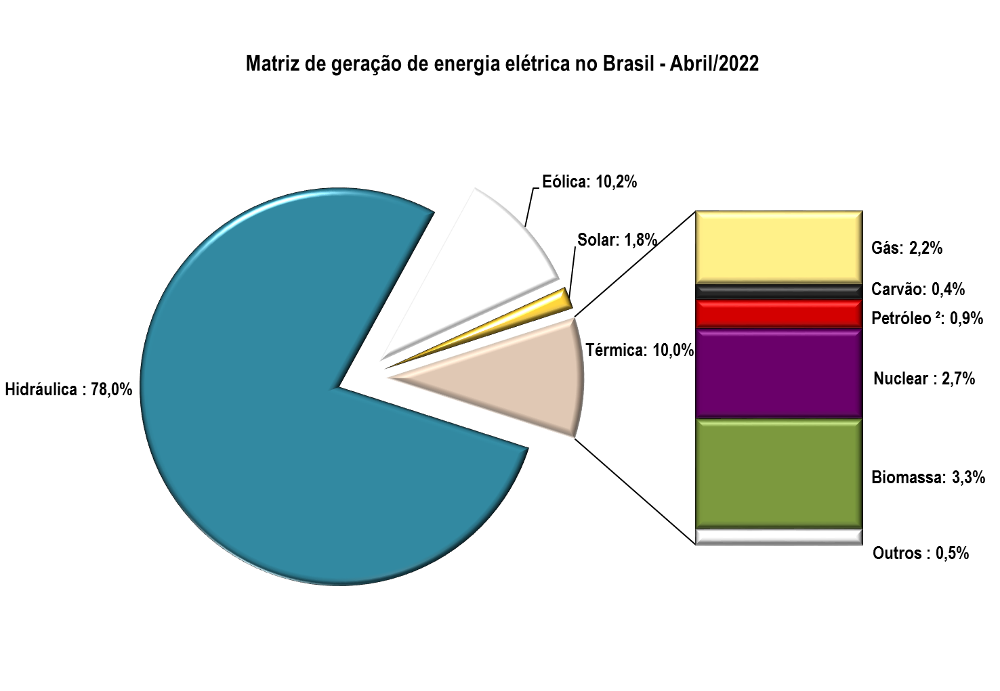 Matriz de geração de energia elétrica no Brasil - Abril/2022
Eólica: 10,2%
Solar: 1,8%
Térmica: 10,0%
Hidráulica : 78,0%
Gás: 2,2%
Carvão: 0,4%
Petróleo ²: 0,9%
Nuclear : 2,7%
Biomassa: 3,3%
Outros : 0,5%